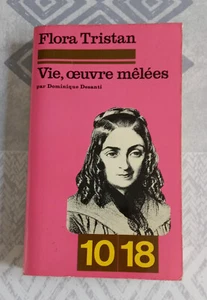 Flora Tristan
Vie, œuvre mêlées
par Dominique Desanti
10 18